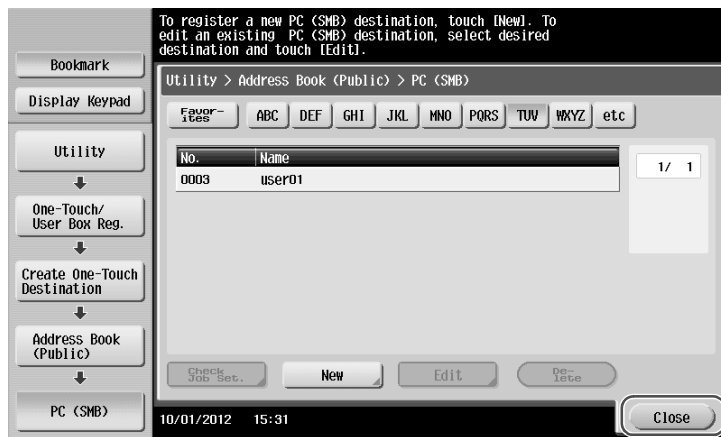 To register a new PC (SMB) destination, touch [New]. To
edit an existing PC (SMB) destination, select desired
destination and touch [Edit].
Bookmark
Display Keypad
Utility
One-Touch/
User Box Reg.
Create One-Touch
Destination
Address Book
(Public)
PC (SMB)
Utility > Address Book (Public) > PC (SMB)
Favor-
ites
ABC
DEF
GHI
JKL
MNO
PQRS
TUV
WXYZ
etc
No.
Name
0003
user01
1/ 1
Check
Job Set.
New
Edit
De-
lete
10/01/2012 15:31
Close